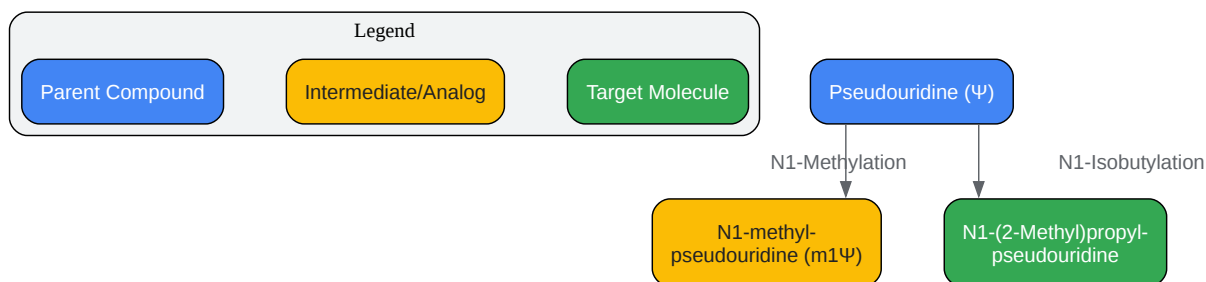 Legend
Parent Compound
Intermediate/Analog
Target Molecule
Pseudouridine (Ψ)
N1-Methylation
N1-Isobutylation
N1-methyl-
pseudouridine (m1Ψ)
N1-(2-Methyl)propyl-
pseudouridine